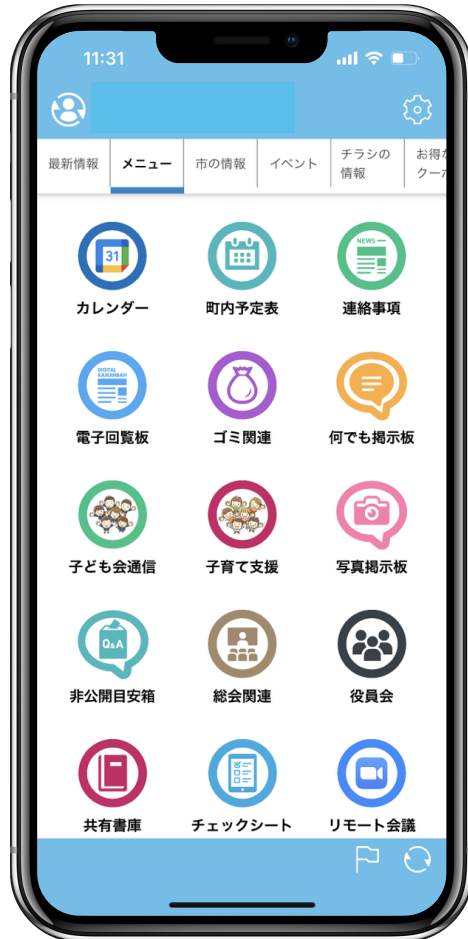 11:31
最新情報
メニュー
市の情報
イベント
チラシの
情報
お得な
クー
31
NEWS
カレンダー
町内予定表
連絡事項
DIGITAL
KAIRANBAN
電子回覧板
ゴミ関連
何でも掲示板
子ども会通信
子育て支援
写真掲示板
Q&A
非公開目安箱
総会関連
役員会
共有書庫
チェックシート
リモート会議